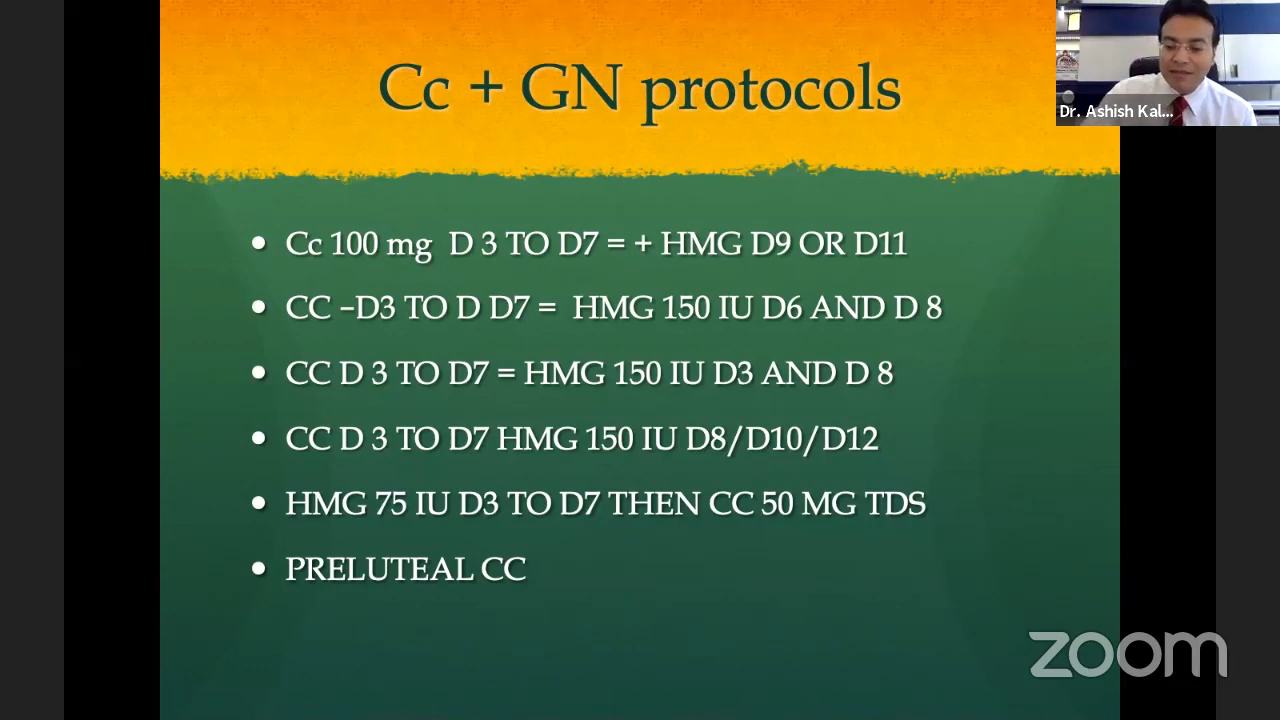 Cc + GN protocols
Dr. Ashish Kal...
• Cc 100 mg D 3 TO D7 = + HMG D9 OR D11
• CC –D3 TO D D7 = HMG 150 IU D6 AND D 8
• CC D 3 TO D7 = HMG 150 IU D3 AND D 8
• CC D 3 TO D7 HMG 150 IU D8/D10/D12
• HMG 75 IU D3 TO D7 THEN CC 50 MG TDS
• PRELUTEAL CC
zoom